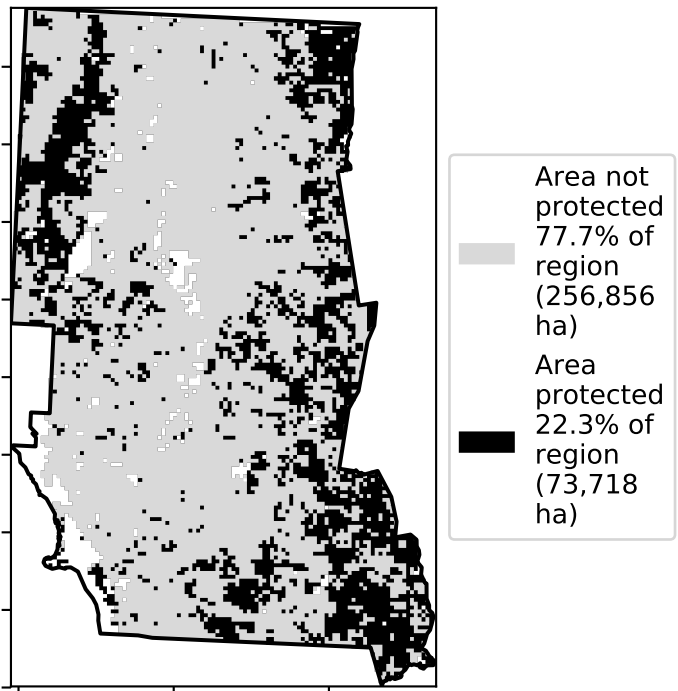 Area not
protected
77.7% of
region
(256,856
ha)
Area
protected
22.3% of
region
(73,718
ha)